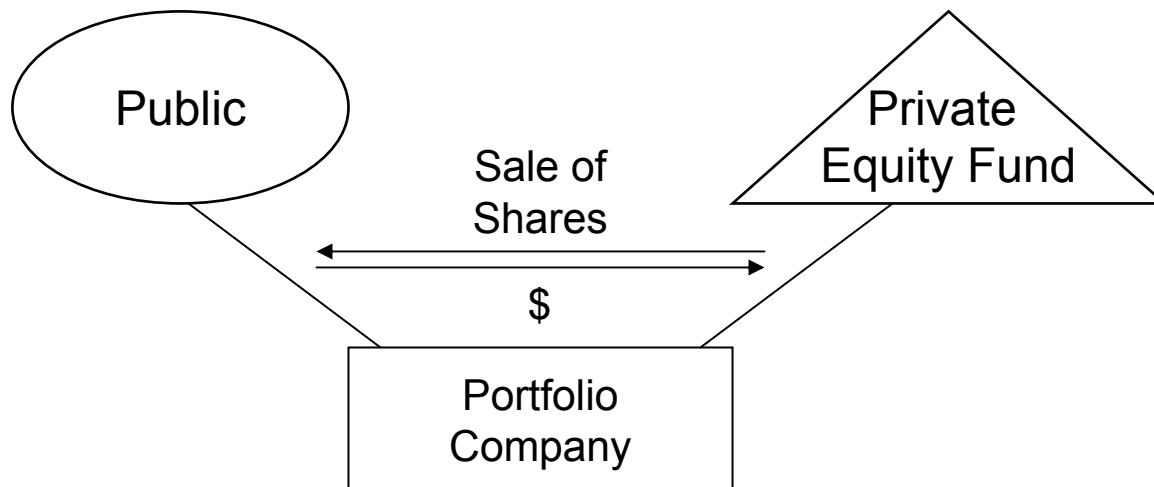 Public
Private
Equity Fund
Sale of
Shares
$
Portfolio
Company